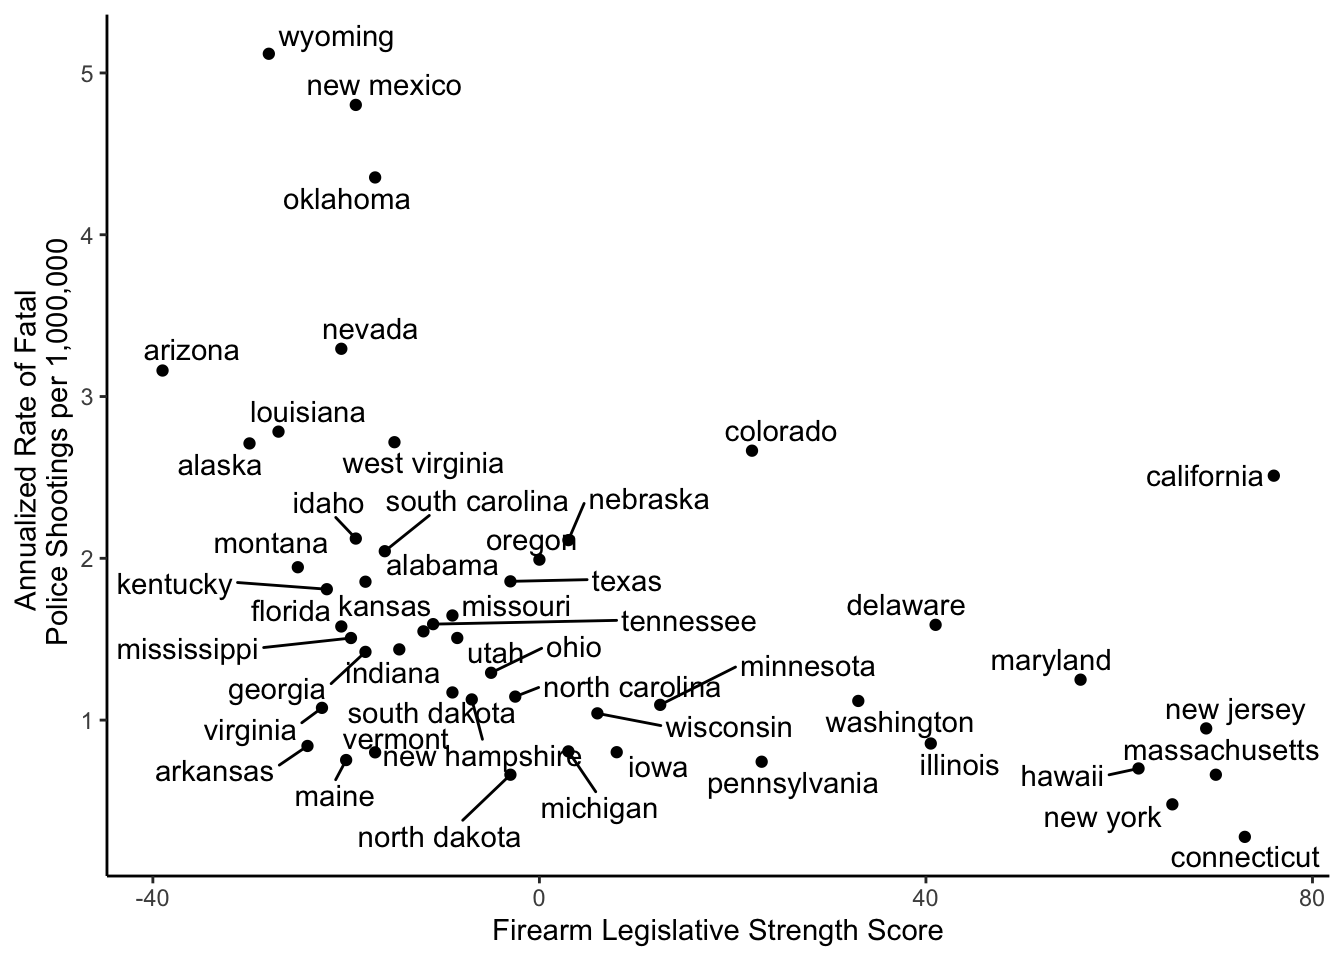 wyoming
new mexico
oklahoma
nevada
arizona
louisiana
colorado
alaska
west virginia
california
idaho
south carolina
nebraska
montana
oregon
alabama
kentucky
texas
florida
kansas
missouri
delaware
tennessee
mississippi
utah
ohio
indiana
minnesota
maryland
georgia
north carolina
virginia
south dakota
wisconsin
washington
new jersey
vermont
new hampshire
massachusetts
arkansas
iowa
illinois
hawaii
pennsylvania
maine
michigan
new york
north dakota
connecticut
5
4
3
2
1
-40
0
40
80
Annualized Rate of Fatal
Police Shootings per 1,000,000
Firearm Legislative Strength Score